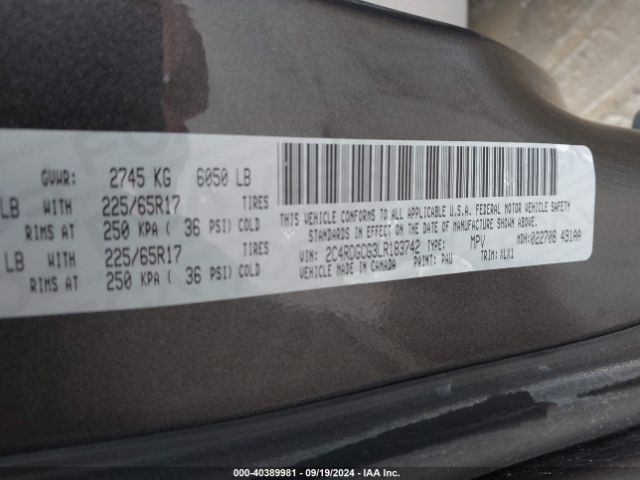 GVWR: 2745 KG 6050 LB
LB WITH 225/65R17 TIRES
RIMS AT 250 KPA ( 36 PSI) COLD
LB WITH 225/65R17 TIRES
RIMS AT 250 KPA ( 36 PSI) COLD
THIS VEHICLE CONFORMS TO ALL APPLICABLE U.S.A. FEDERAL MOTOR VEHICLE SAFETY
STANDARDS IN EFFECT ON THE DATE OF MANUFACTURE SHOWN ABOVE.
VIN: 2C4RDGCG3LR183742 TYPE: MPV MDH:022708 491AA
VEHICLE MADE IN CANADA PAINT: PAU TRIM: XLX1
© - 40389981 - 09/19/2024 - IAA Inc.